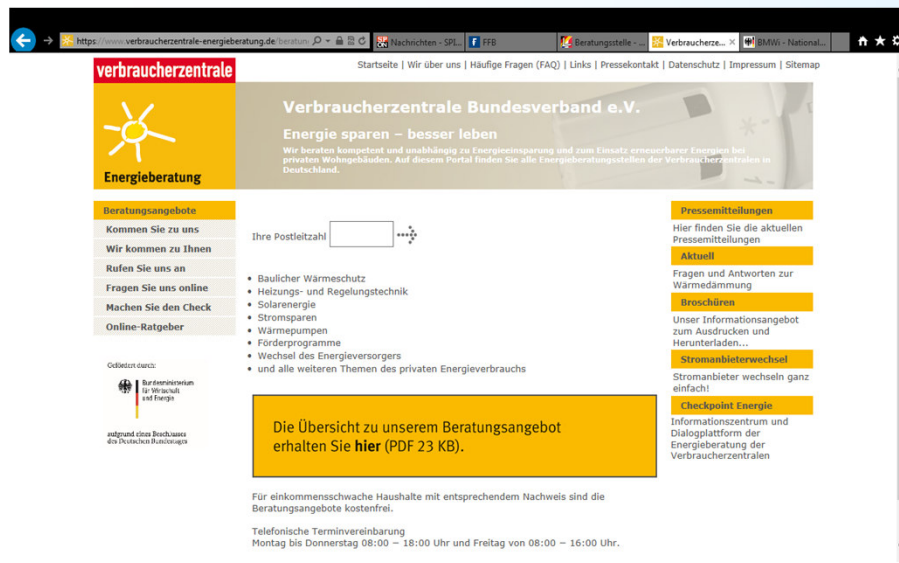 https://www.verbraucherzentrale-energieberatung.de/beratun
Nachrichten - SPI...
FFB
Beratungsstelle - ...
Verbraucherze...
BMWi - National...
verbraucherzentrale
Startseite | Wir über uns | Häufige Fragen (FAQ) | Links | Pressekontakt | Datenschutz | Impressum | Sitemap
Energieberatung
Verbraucherzentrale Bundesverband e.V.
Energie sparen – besser leben
Wir beraten kompetent und unabhängig zu Energieeinsparung und zum Einsatz erneuerbarer Energien bei
privaten Wohngebäuden. Auf diesem Portal finden Sie alle Energieberatungsstellen der Verbraucherzentralen in
Deutschland.
Beratungsangebote
Kommen Sie zu uns
Wir kommen zu Ihnen
Rufen Sie uns an
Fragen Sie uns online
Machen Sie den Check
Online-Ratgeber
Gefördert durch:
Bundesministerium
für Wirtschaft
und Energie
aufgrund eines Beschlusses
des Deutschen Bundestages
Ihre Postleitzahl
• Baulicher Wärmeschutz
• Heizungs- und Regelungstechnik
• Solarenergie
• Stromsparen
• Wärmepumpen
• Förderprogramme
• Wechsel des Energieversorgers
• und alle weiteren Themen des privaten Energieverbrauchs
Die Übersicht zu unserem Beratungsangebot
erhalten Sie hier (PDF 23 KB).
Für einkommensschwache Haushalte mit entsprechendem Nachweis sind die
Beratungsangebote kostenfrei.
Telefonische Terminvereinbarung
Montag bis Donnerstag 08:00 – 18:00 Uhr und Freitag von 08:00 – 16:00 Uhr.
Pressemitteilungen
Hier finden Sie die aktuellen
Pressemitteilungen
Aktuell
Fragen und Antworten zur
Wärmedämmung
Broschüren
Unser Informationsangebot
zum Ausdrucken und
Herunterladen...
Stromanbieterwechsel
Stromanbieter wechseln ganz
einfach!
Checkpoint Energie
Informationszentrum und
Dialogplattform der
Energieberatung der
Verbraucherzentralen